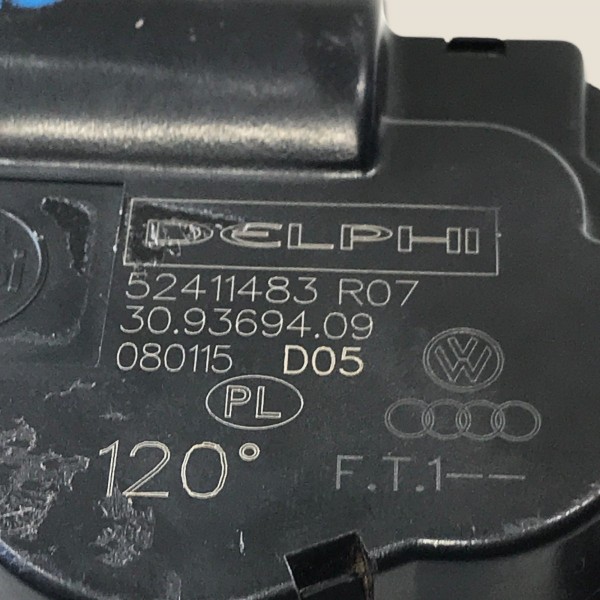 DELPHI
52411483 R07
30.93694.09
080115 D05
PL
120°
F.T.1--